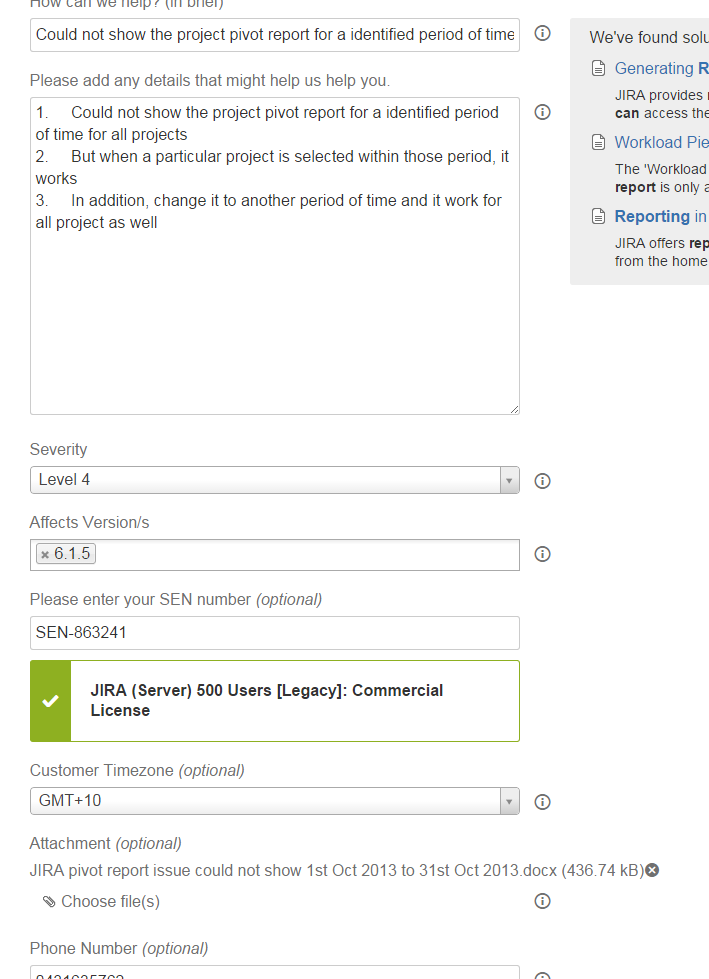 How can we help? (in brief)
Could not show the project pivot report for a identified period of time
Please add any details that might help us help you.
1. Could not show the project pivot report for a identified period
of time for all projects
2. But when a particular project is selected within those period, it
works
3. In addition, change it to another period of time and it work for
all project as well
We've found solu
Generating R
JIRA provides
can access the
Workload Pie
The 'Workload
report is only a
Reporting in
JIRA offers rep
from the home
Severity
Level 4
Affects Version/s
6.1.5
Please enter your SEN number (optional)
SEN-863241
JIRA (Server) 500 Users [Legacy]: Commercial
License
Customer Timezone (optional)
GMT+10
Attachment (optional)
JIRA pivot report issue could not show 1st Oct 2013 to 31st Oct 2013.docx (436.74 kB)
Choose file(s)
Phone Number (optional)